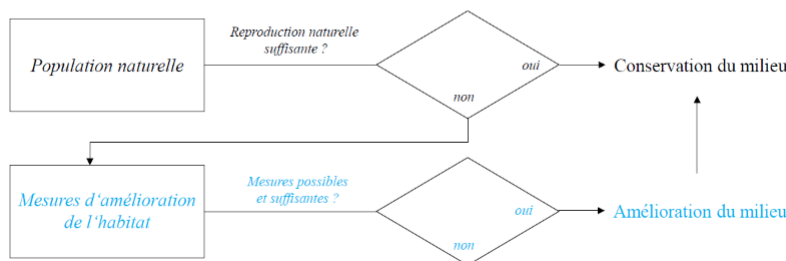 Reproduction naturelle
suffisante ?
Population naturelle
oui
Conservation du milieu
non
Mesures d‘amélioration
de l‘habitat
Mesures possibles
et suffisantes ?
oui
Amélioration du milieu
non